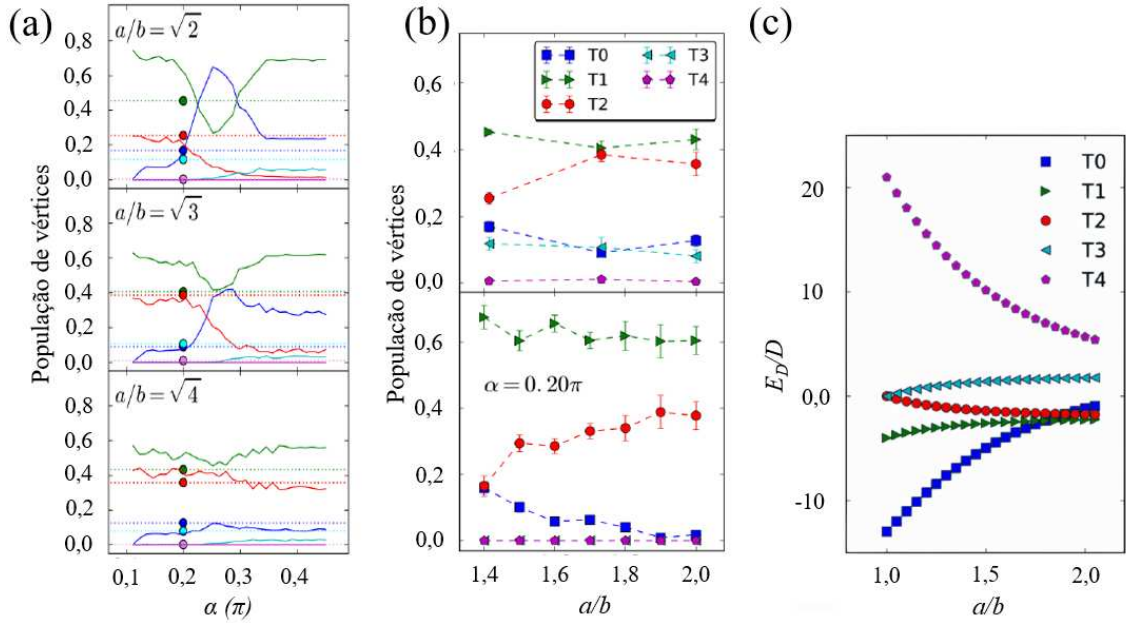 (a)
a/b = √2
0,8
0,6
0,4
0,2
0,0
a/b = √3
0,8
0,6
0,4
0,2
0,0
a/b = √4
0,8
0,6
0,4
0,2
0,0
0,1 0,2 0,3 0,4
α (π)
População de vértices
(b)
T0 T3
T1 T4
T2
0,6
0,4
0,2
0,0
α = 0.20π
0,6
0,4
0,2
0,0
1,4 1,6 1,8 2,0
a/b
População de vértices
(c)
T0
T1
T2
T3
T4
20
10
0,0
-10
1,0 1,5 2,0
a/b
E_D/D